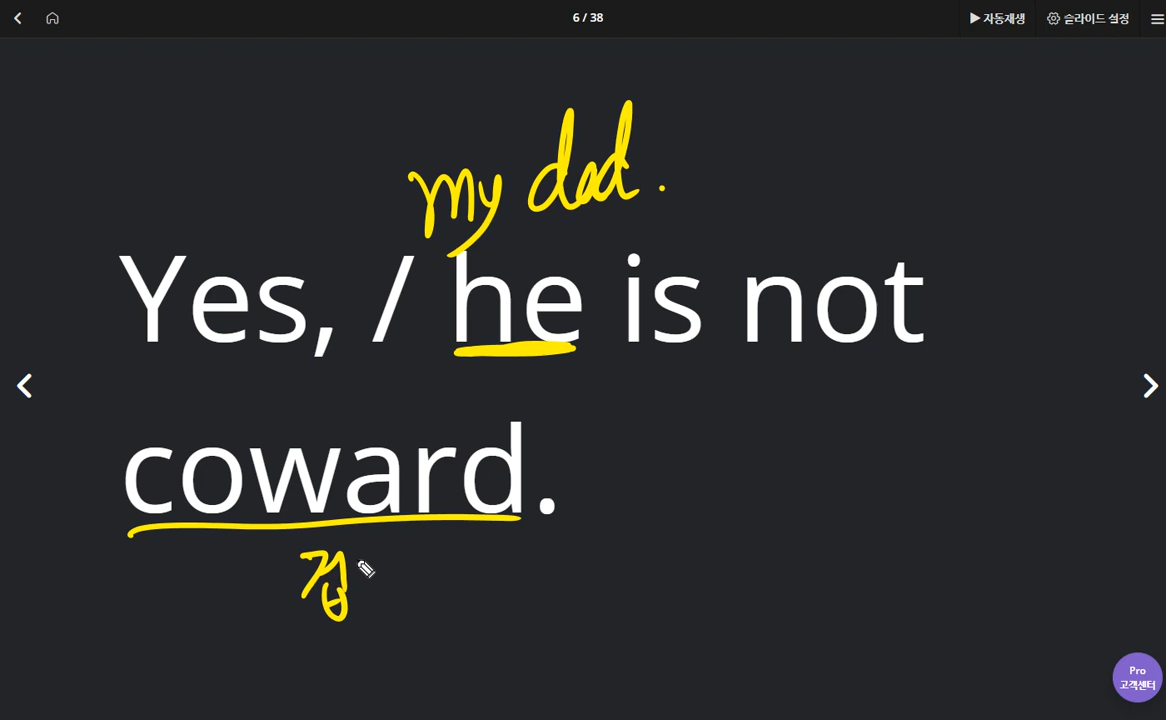 6 / 38
▶ 자동재생
슬라이드 설정
my dad.
Yes, / he is not
coward.
겁
Pro
고객센터